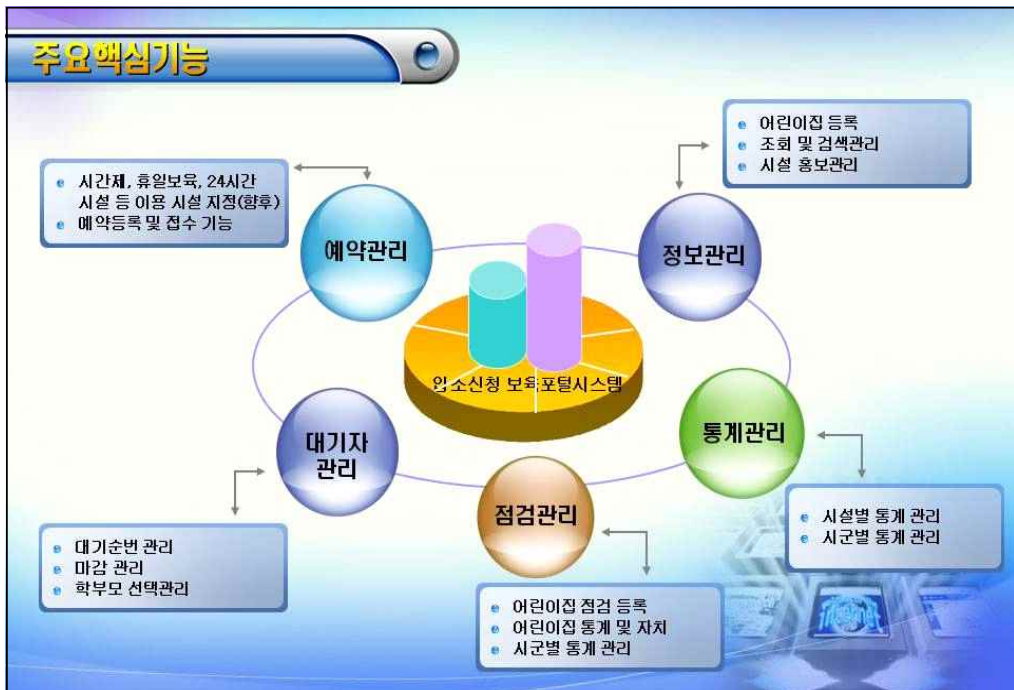 주요핵심기능
어린이집 등록
조회 및 검색관리
시설 홍보관리
시간제, 휴일보육, 24시간
시설 등 이용 시설 지정(향후)
예약등록 및 접수 기능
예약관리
정보관리
입소신청 보육포털시스템
대기자
관리
통계관리
점검관리
대기순번 관리
마감 관리
학부모 선택관리
시설별 통계 관리
시군별 통계 관리
어린이집 점검 등록
어린이집 통계 및 자치
시군별 통계 관리